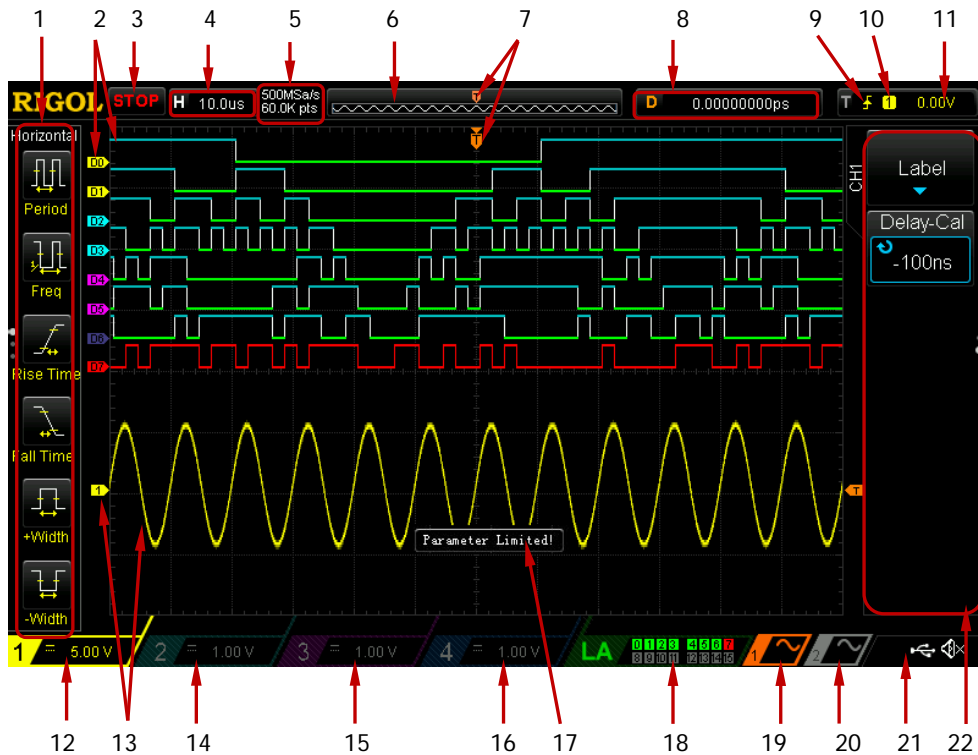 1 2 3 4 5 6 7 8 9 10 11
RIGOL STOP H 10.0us 500MSa/s 60.0K pts T D 0.00000000ps T 1 0.00V
Horizontal
Period
Freq
Rise Time
Fall Time
+Width
-Width
T
D0
D1
D2
D3
D4
D5
D6
D7
1
T
Parameter Limited!
CH1
Label
Delay-Cal
-100ns
1 5.00 V 2 1.00 V 3 1.00 V 4 1.00 V LA 0 1 2 3 4 5 6 7 1 2
8 9 10 11 12 13 14 15
12 13 14 15 16 17 18 19 20 21 22